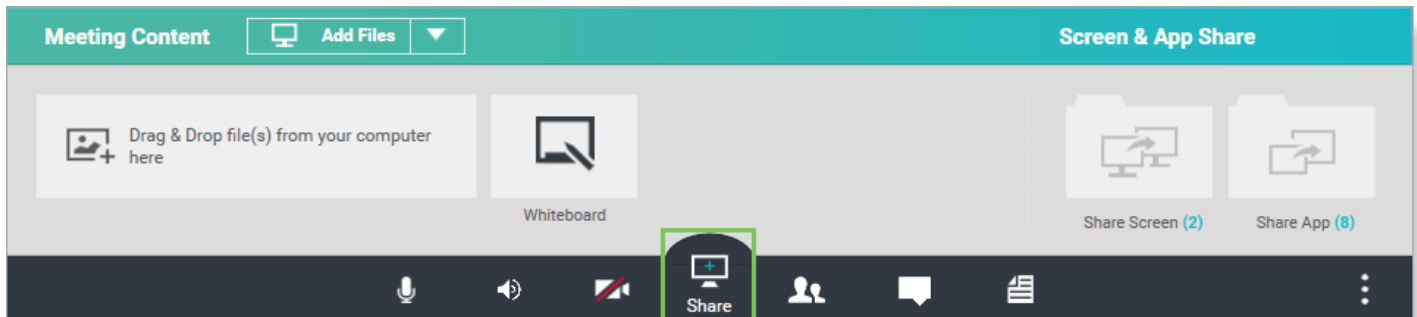 Meeting Content
Add Files
Screen & App Share
Drag & Drop file(s) from your computer
here
Whiteboard
Share Screen (2)
Share App (8)
Share